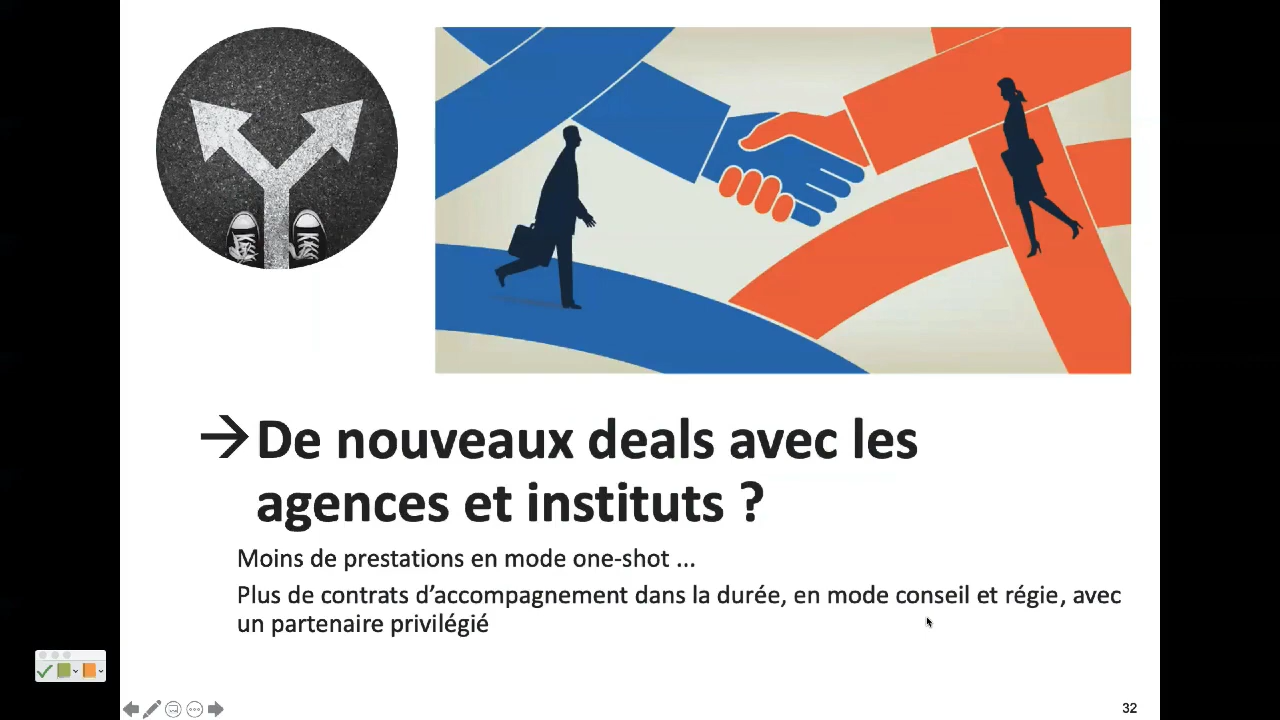 →De nouveaux deals avec les
agences et instituts ?
Moins de prestations en mode one-shot ...
Plus de contrats d’accompagnement dans la durée, en mode conseil et régie, avec
un partenaire privilégié
32